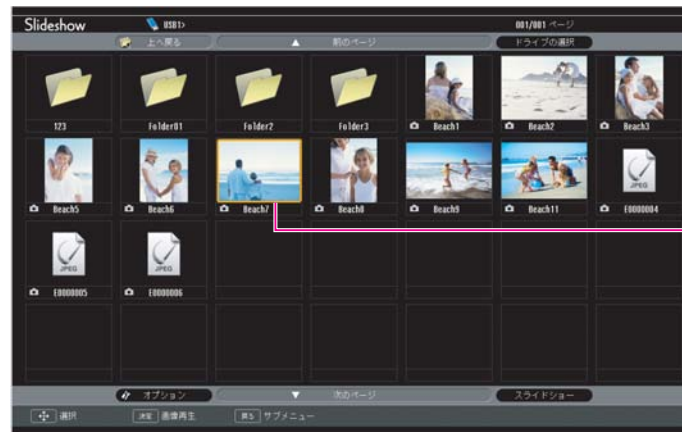 Slideshow USB1> 001/001 ページ
上へ戻る ▲ 前のページ ドライブの選択
123 Folder01 Folder2 Folder3 Beach1 Beach2 Beach3
Beach5 Beach6 Beach7 Beach8 Beach9 Beach11 E0000004
JPEG
JPEG JPEG
E0000005 E0000006
オプション ▼ 次のページ スライドショー
選択 決定 画像再生 戻る サブメニュー